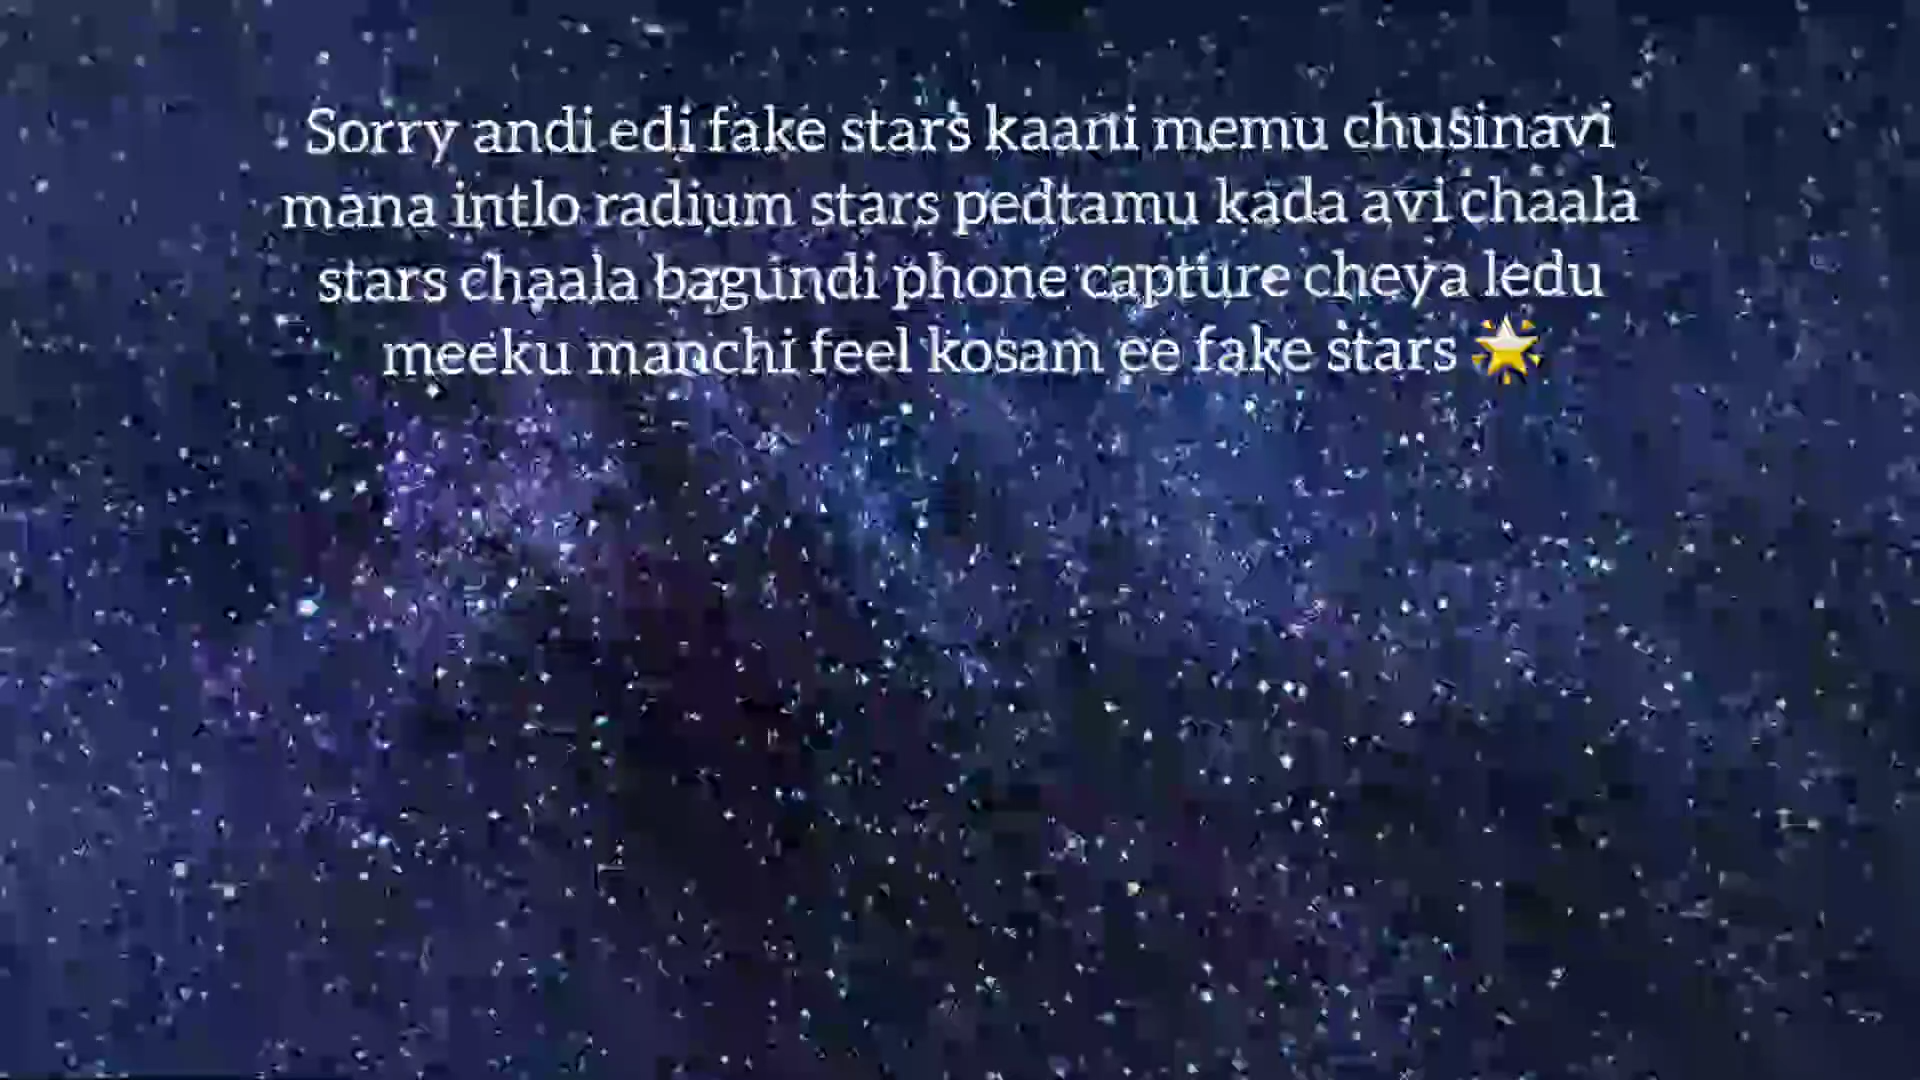 Sorry andi edi fake stars kaani memu chusinavi
mana intlo radium stars pedtamu kada avi chaala
stars chaala bagundi phone capture cheya ledu
meeku manchi feel kosam ee fake stars 🌟